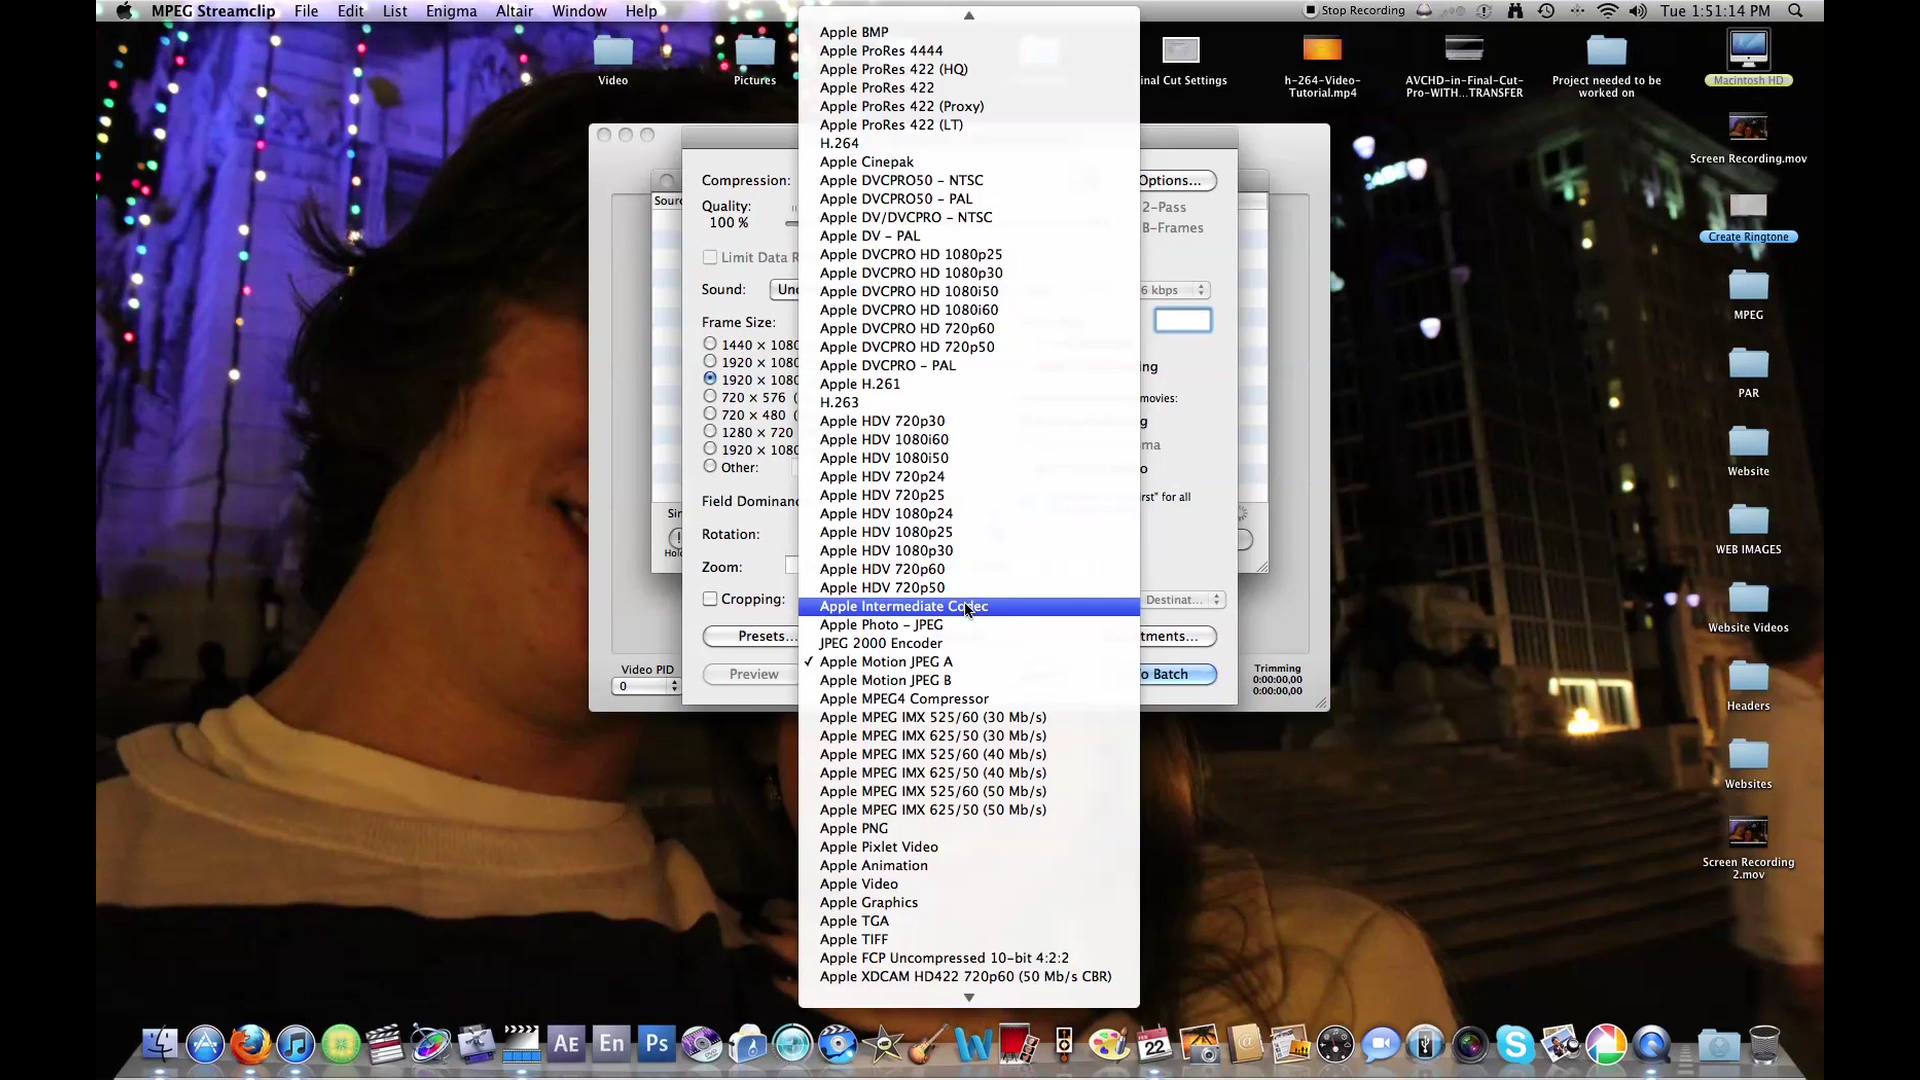 MPEG Streamclip File Edit List Enigma Altair Window Help
Stop Recording Tue 1:51:14 PM
Video
Pictures
inal Cut Settings
h-264-Video-
Tutorial.mp4
AVCHD-in-Final-Cut-
Pro-WITH...TRANSFER
Project needed to be
worked on
Macintosh HD
Screen Recording.mov
Create Ringtone
MPEG
PAR
Website
WEB IMAGES
Website Videos
Headers
Websites
Screen Recording
2.mov
Compression:
Quality:
100 %
Limit Data R
Sound: Un
Frame Size:
1440 × 1080
1920 × 1080
1920 × 1080
720 × 576 (
720 × 480 (
1280 × 720
1920 × 1080
Other:
Field Dominanc
Rotation:
Zoom:
Cropping:
Presets...
Preview
Video PID
0
Sourc
Sin
Hol
Apple BMP
Apple ProRes 4444
Apple ProRes 422 (HQ)
Apple ProRes 422
Apple ProRes 422 (Proxy)
Apple ProRes 422 (LT)
H.264
Apple Cinepak
Apple DVCPRO50 – NTSC
Apple DVCPRO50 – PAL
Apple DV/DVCPRO – NTSC
Apple DV – PAL
Apple DVCPRO HD 1080p25
Apple DVCPRO HD 1080p30
Apple DVCPRO HD 1080i50
Apple DVCPRO HD 1080i60
Apple DVCPRO HD 720p60
Apple DVCPRO HD 720p50
Apple DVCPRO – PAL
Apple H.261
H.263
Apple HDV 720p30
Apple HDV 1080i60
Apple HDV 1080i50
Apple HDV 720p24
Apple HDV 720p25
Apple HDV 1080p24
Apple HDV 1080p25
Apple HDV 1080p30
Apple HDV 720p60
Apple HDV 720p50
Apple Intermediate Codec
Apple Photo – JPEG
JPEG 2000 Encoder
✓ Apple Motion JPEG A
Apple Motion JPEG B
Apple MPEG4 Compressor
Apple MPEG IMX 525/60 (30 Mb/s)
Apple MPEG IMX 625/50 (30 Mb/s)
Apple MPEG IMX 525/60 (40 Mb/s)
Apple MPEG IMX 625/50 (40 Mb/s)
Apple MPEG IMX 525/60 (50 Mb/s)
Apple MPEG IMX 625/50 (50 Mb/s)
Apple PNG
Apple Pixlet Video
Apple Animation
Apple Video
Apple Graphics
Apple TGA
Apple TIFF
Apple FCP Uncompressed 10-bit 4:2:2
Apple XDCAM HD422 720p60 (50 Mb/s CBR)
Options...
2-Pass
B-Frames
6 kbps
ing
movies:
g
ma
o
rst" for all
Destinat...
tments...
o Batch
Trimming
0:00:00,00
0:00:00,00
AE En Ps
FEB
22